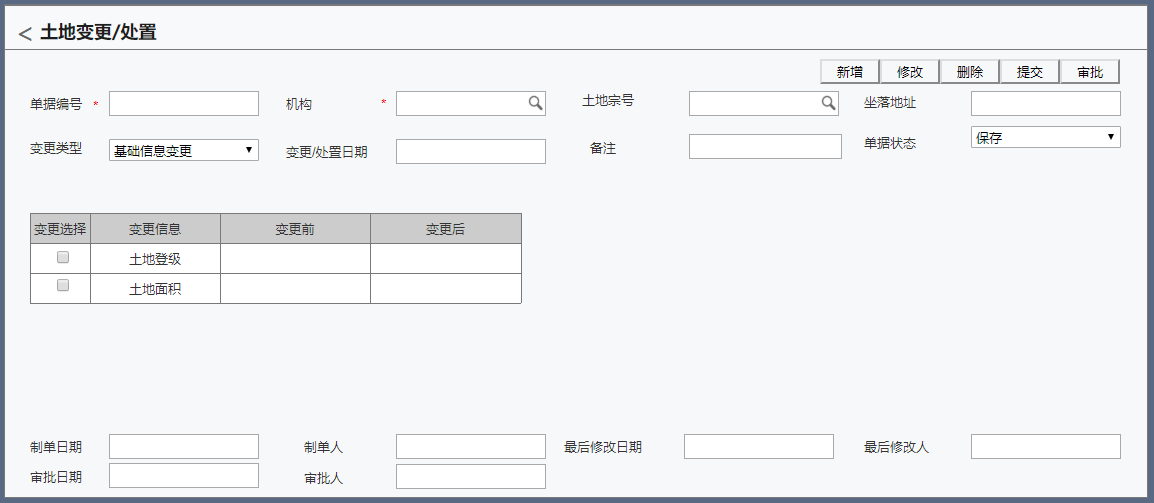 < 土地变更/处置
新增 修改 删除 提交 审批
单据编号 * 机构 * 土地宗号 坐落地址
变更类型 基础信息变更 变更/处置日期 备注 单据状态 保存
变更选择 变更信息 变更前 变更后
土地登级
土地面积
制单日期 制单人 最后修改日期 最后修改人
审批日期 审批人